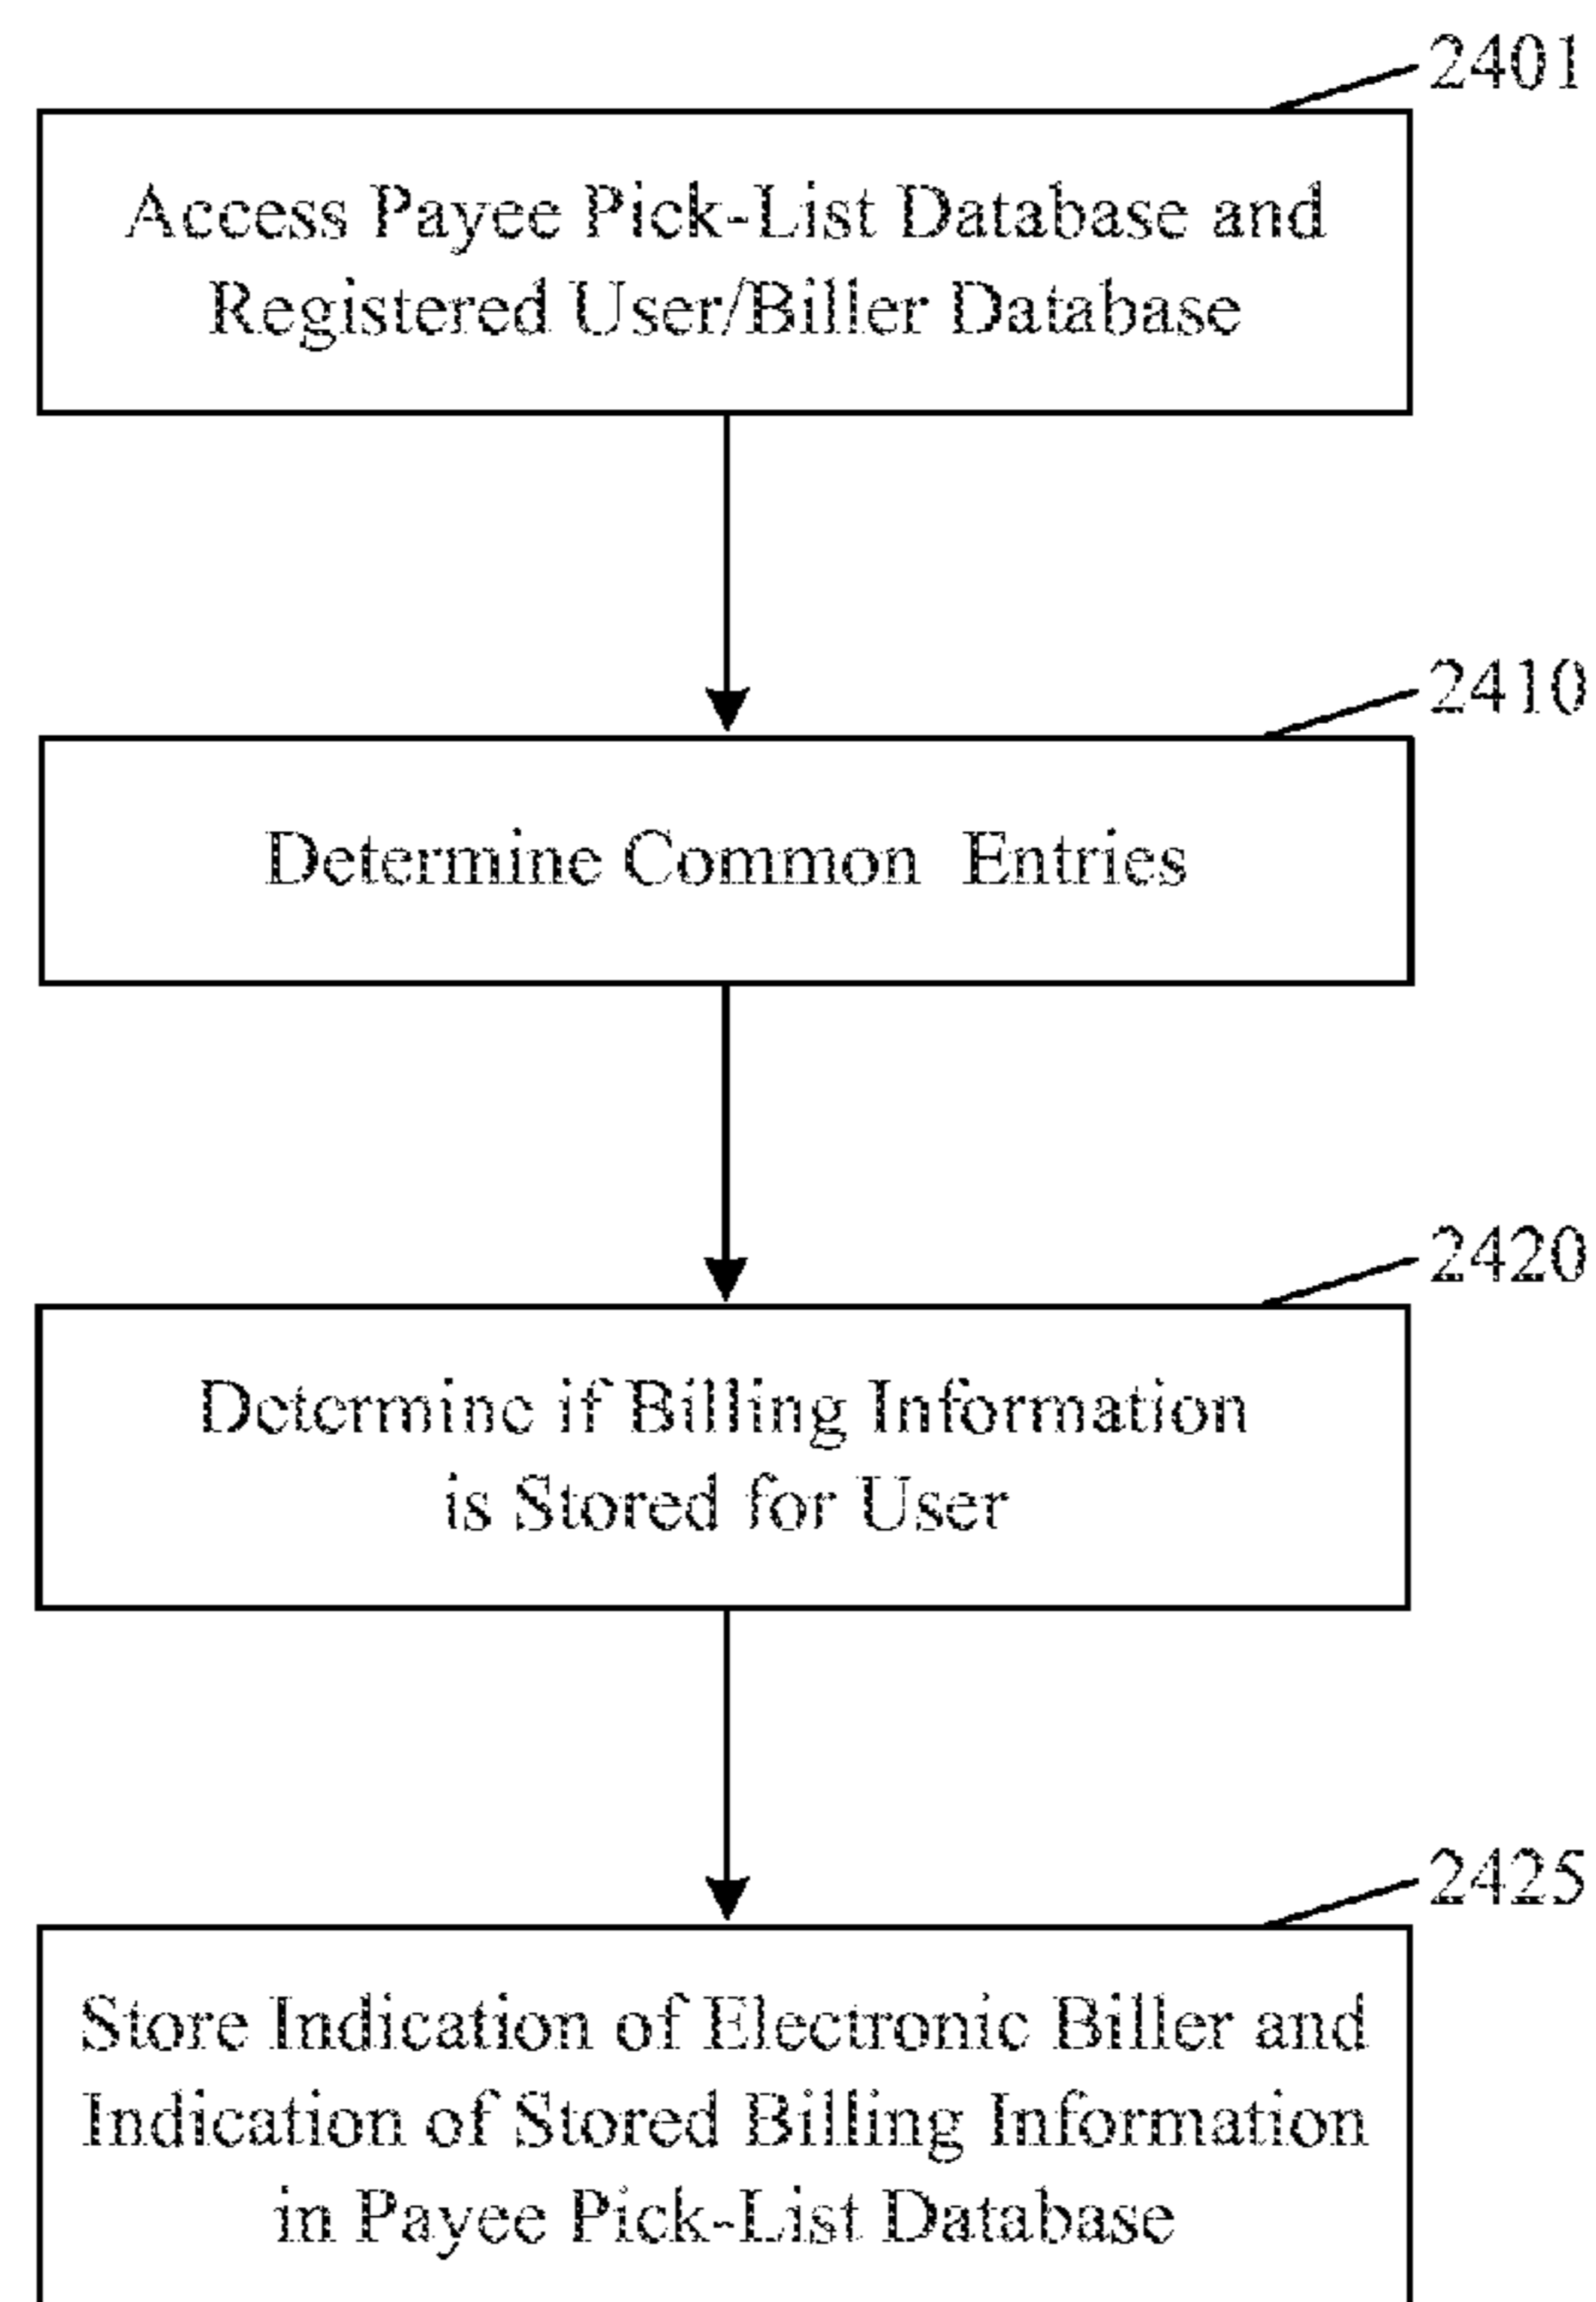 2401
Access Payee Pick-List Database and
Registered User/Biller Database
2410
Determine Common Entries
2420
Determine if Billing Information
is Stored for User
2425
Store Indication of Electronic Biller and
Indication of Stored Billing Information
in Payee Pick-List Database